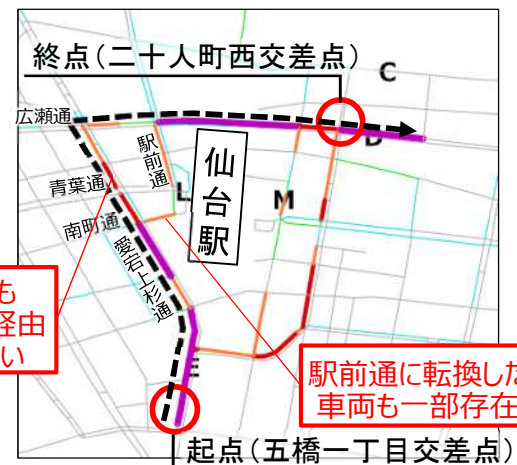 終点(二十人町西交差点)
C
広瀬通
D
駅前通
仙台駅
青葉通
L
M
南町通
愛宕上杉通
も
経由
い
E
駅前通に転換した
車両も一部存在
起点(五橋一丁目交差点)